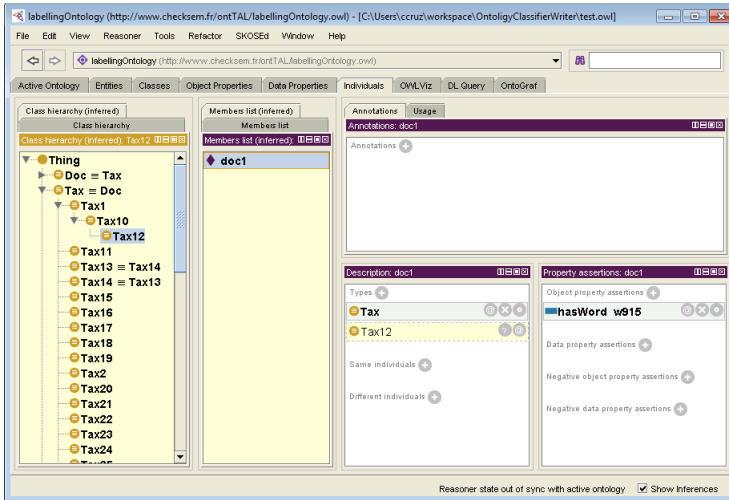 labellingOntology (http://www.checksem.fr/ontTAL/labellingOntology.owl) - [C:\Users\ccruz\workspace\OntoligyClassifierWriter\test.owl]
File Edit View Reasoner Tools Refactor SKOSEd Window Help
labellingOntology (http://www.checksem.fr/ontTAL/labellingOntology.owl)
Active Ontology Entities Classes Object Properties Data Properties Individuals OWLViz DL Query OntoGraf
Class hierarchy (inferred)
Class hierarchy
Class hierarchy (inferred): Tax12
Thing
Doc ≡ Tax
Tax ≡ Doc
Tax1
Tax10
Tax12
Tax11
Tax13 ≡ Tax14
Tax14 ≡ Tax13
Tax15
Tax16
Tax17
Tax18
Tax19
Tax2
Tax20
Tax21
Tax22
Tax23
Tax24
Tax25
Members list (inferred)
Members list
Members list (inferred):
doc1
Annotations Usage
Annotations: doc1
Annotations
Description: doc1
Types
Tax
Tax12
Same individuals
Different individuals
Property assertions: doc1
Object property assertions
hasWord w915
Data property assertions
Negative object property assertions
Negative data property assertions
Reasoner state out of sync with active ontology Show Inferences